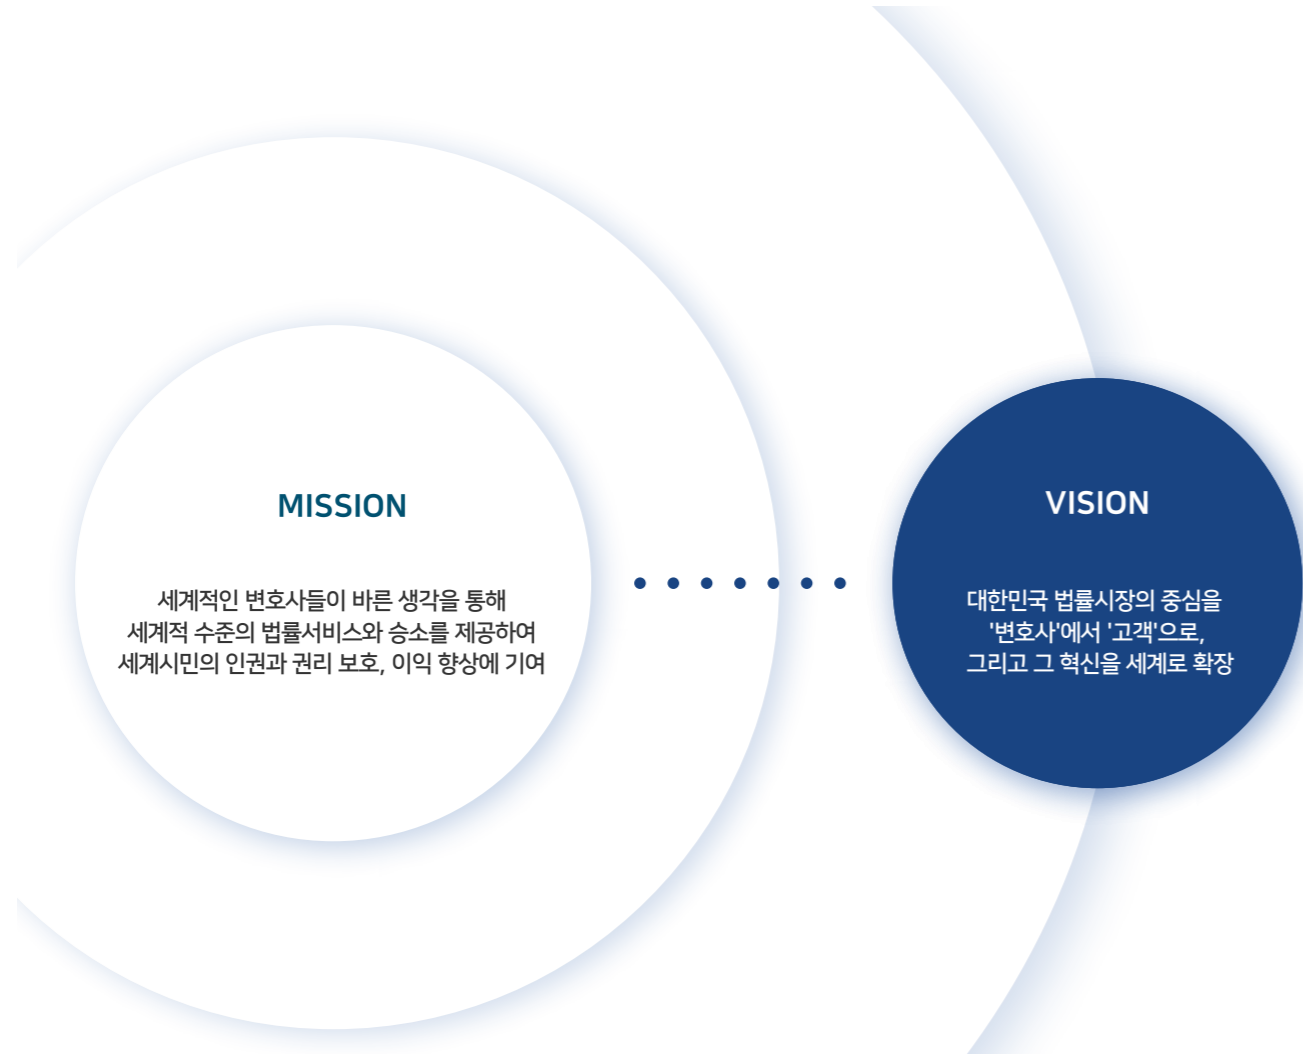 MISSION
세계적인 변호사들이 바른 생각을 통해
세계적 수준의 법률서비스와 승소를 제공하여
세계시민의 인권과 권리 보호, 이익 향상에 기여
VISION
대한민국 법률시장의 중심을
'변호사'에서 '고객'으로,
그리고 그 혁신을 세계로 확장